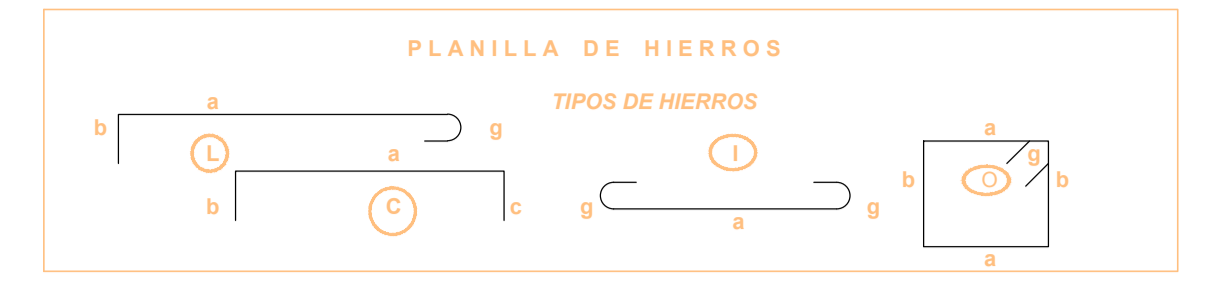 PLANILLA DE HIERROS
TIPOS DE HIERROS
a
b
g
L
a
b
C
c
I
g
a
g
a
g
b
O
b
a